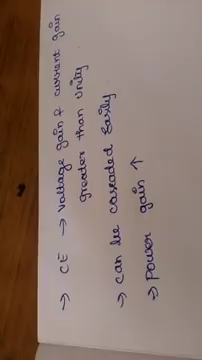 → CE → Voltage gain & current gain
greater than unity
→ can be cascaded easily
⇒ Power gain ↑